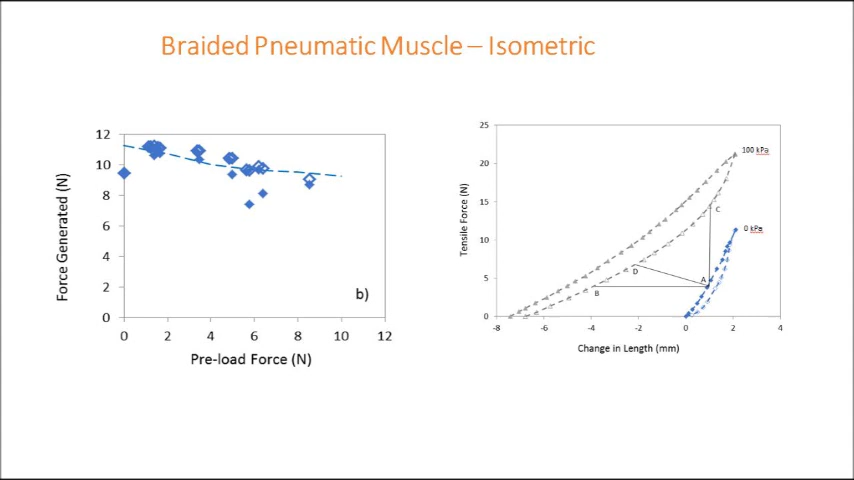 Braided Pneumatic Muscle – Isometric
Force Generated (N)
12
10
8
6
4
2
0
b)
0 2 4 6 8 10 12
Pre-load Force (N)
Tensile Force (N)
25
20
15
10
5
0
100 kPa
C
0 kPa
D
A
B
-8 -6 -4 -2 0 2 4
Change in Length (mm)